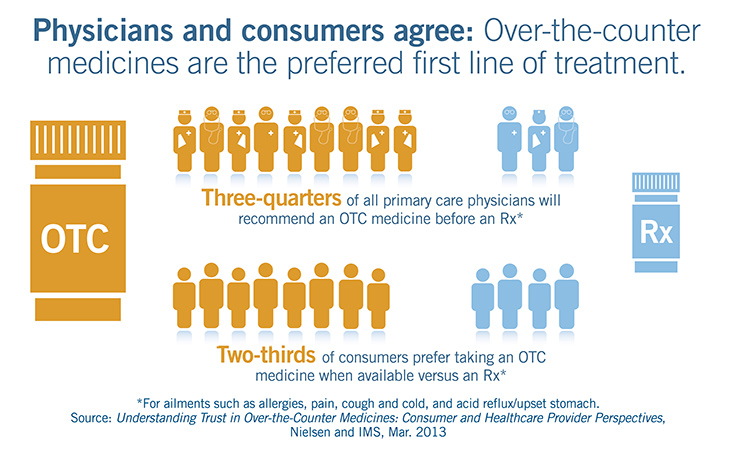 Physicians and consumers agree: Over-the-counter
medicines are the preferred first line of treatment.
OTC
Three-quarters of all primary care physicians will
recommend an OTC medicine before an Rx*
Rx
Two-thirds of consumers prefer taking an OTC
medicine when available versus an Rx*
*For ailments such as allergies, pain, cough and cold, and acid reflux/upset stomach.
Source: Understanding Trust in Over-the-Counter Medicines: Consumer and Healthcare Provider Perspectives,
Nielsen and IMS, Mar. 2013